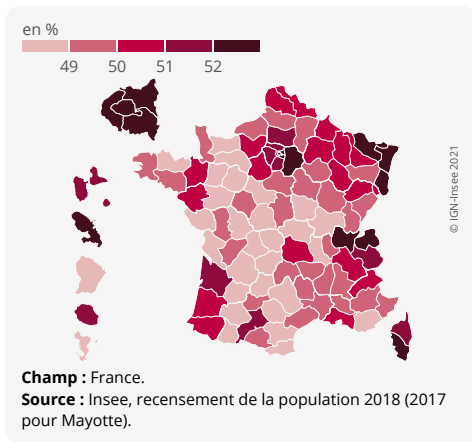 en %
49 50 51 52
© IGN-Insee 2021
Champ : France.
Source : Insee, recensement de la population 2018 (2017
pour Mayotte).